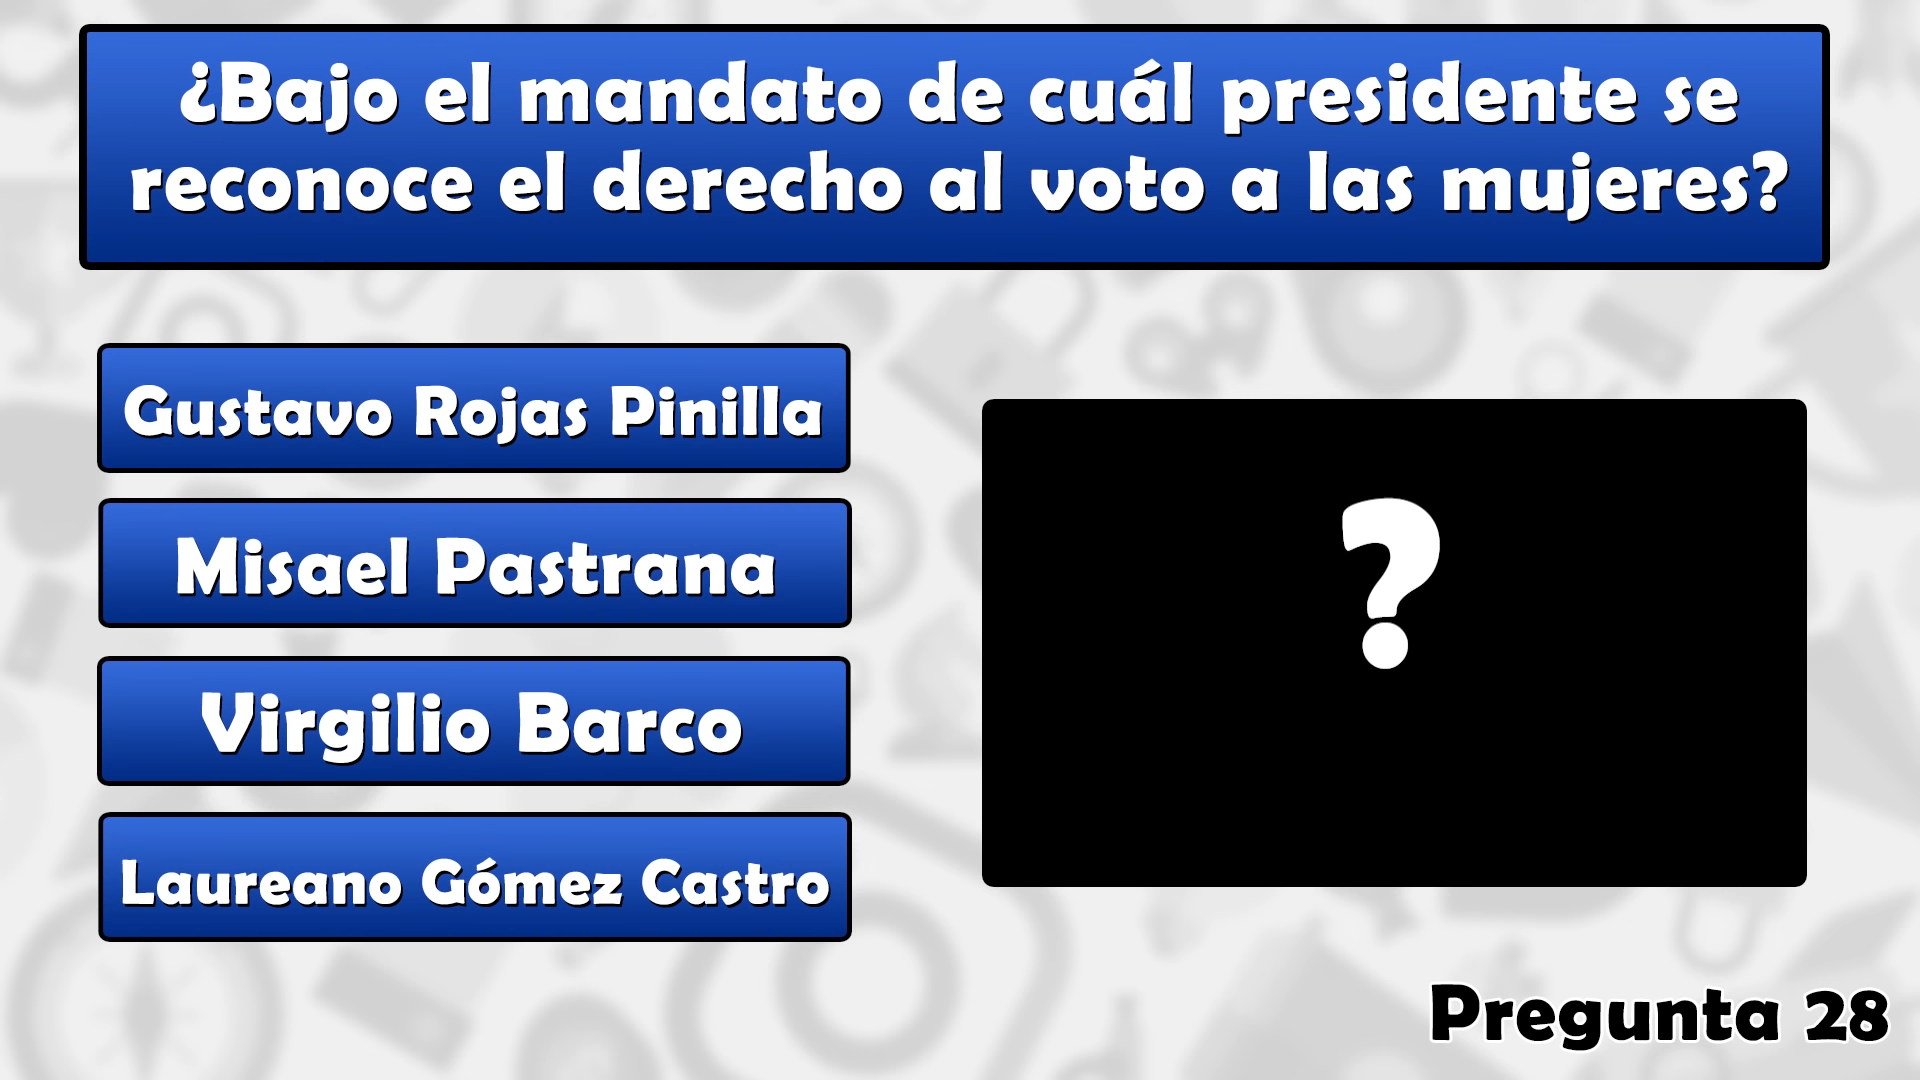 ¿Bajo el mandato de cuál presidente se
reconoce el derecho al voto a las mujeres?
Gustavo Rojas Pinilla
Misael Pastrana
Virgilio Barco
Laureano Gómez Castro
?
Pregunta 28